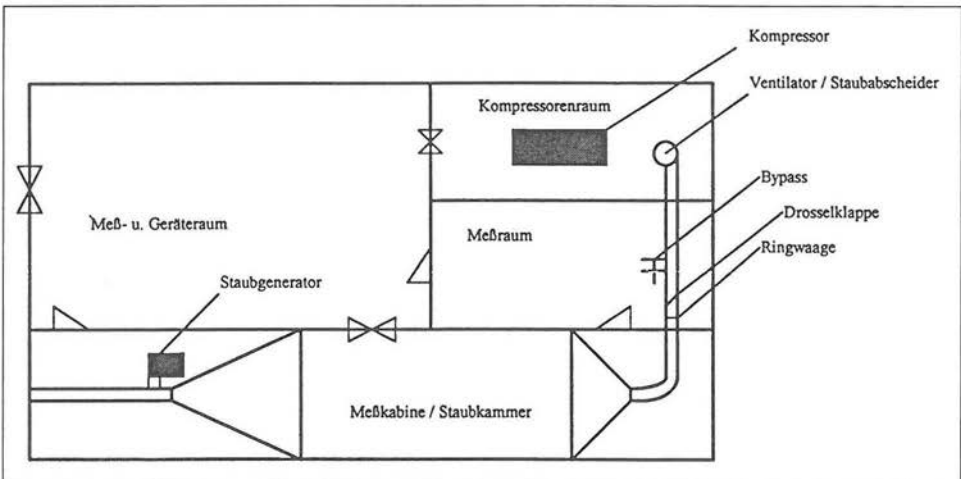 Kompressor
Ventilator / Staubabscheider
Kompressorenraum
Bypass
Drosselklappe
Meß- u. Geräteraum
Meßraum
Ringwaage
Staubgenerator
Meßkabine / Staubkammer